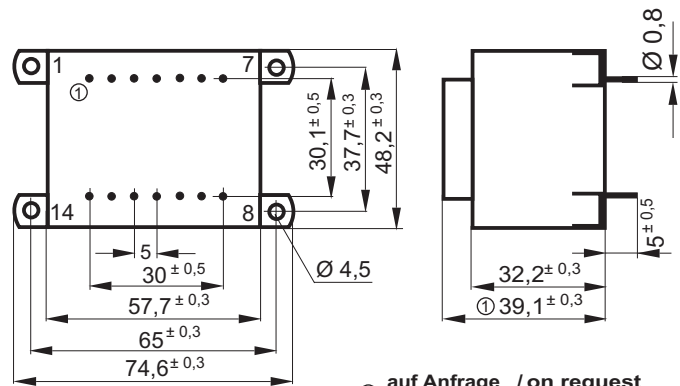 1 7
①
14 8
5
30 ± 0,5
57,7 ± 0,3
65 ± 0,3
74,6 ± 0,3
30,1 ± 0,5
37,7 ± 0,3
48,2 ± 0,3
Ø 4,5
Ø 0,8
5 ± 0,5
32,2 ± 0,3
① 39,1 ± 0,3
① auf Anfrage / on request